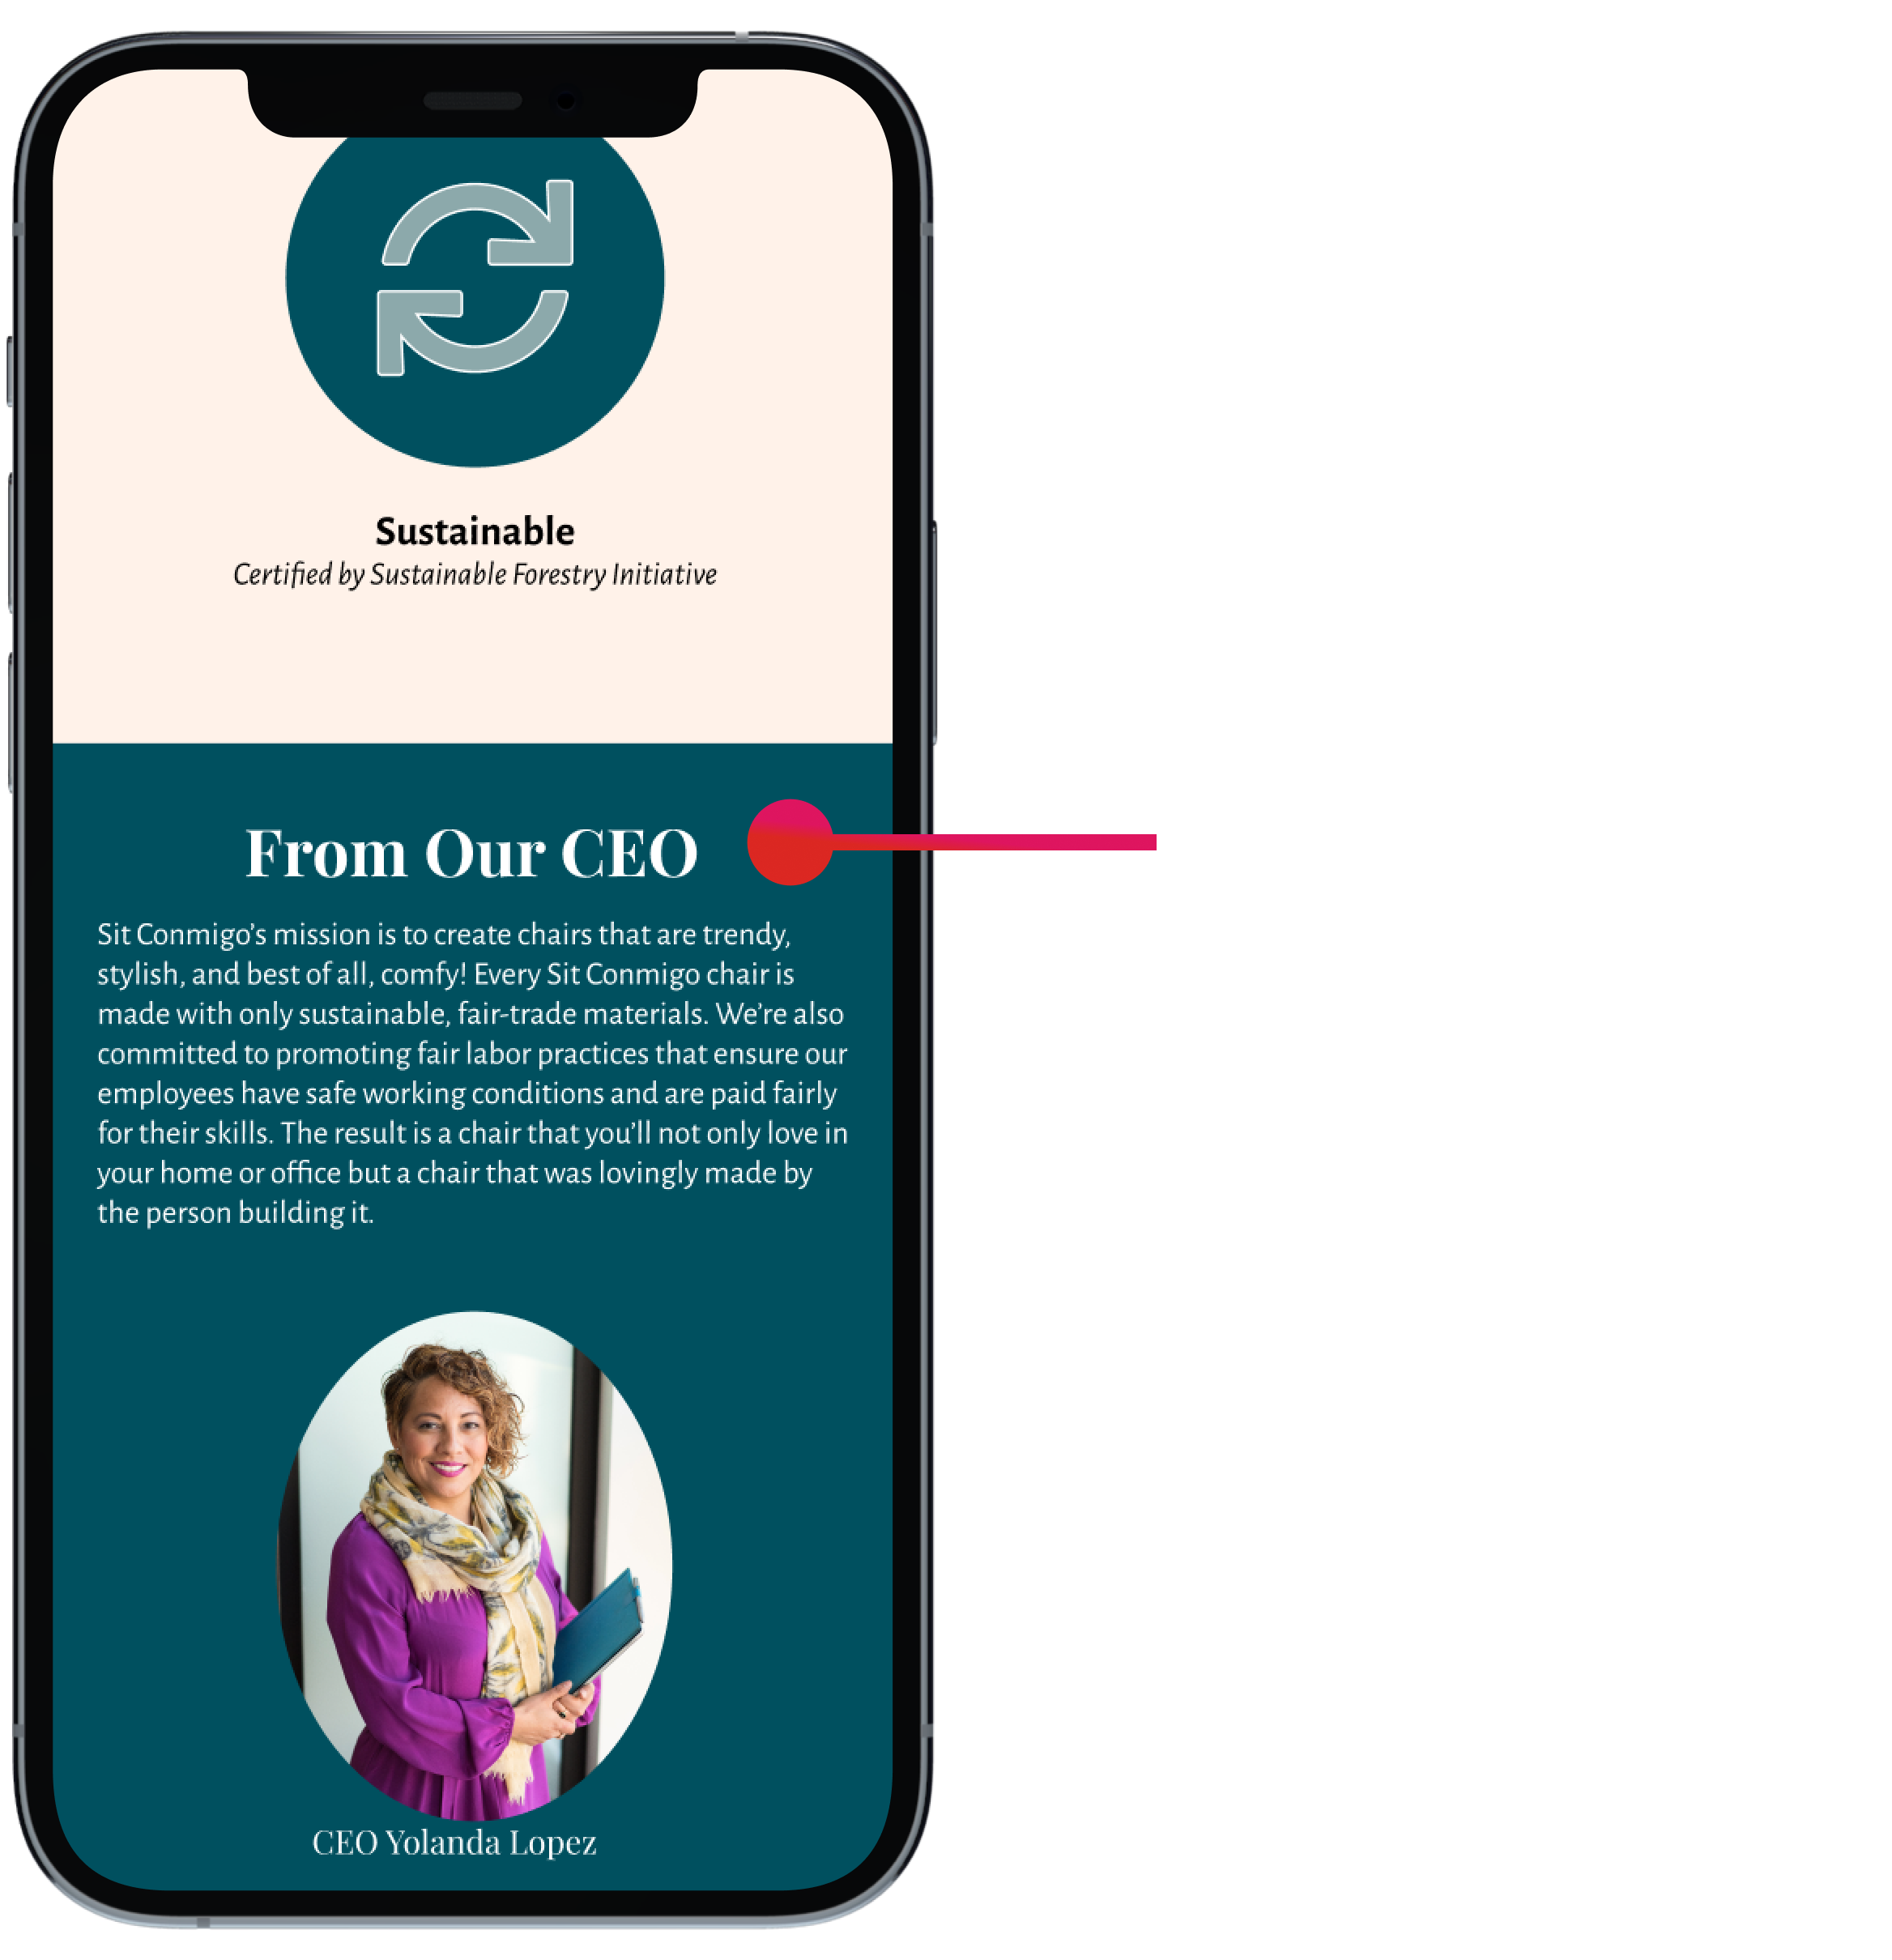 Sustainable
Certified by Sustainable Forestry Initiative
From Our CEO
Sit Conmigo’s mission is to create chairs that are trendy,
stylish, and best of all, comfy! Every Sit Conmigo chair is
made with only sustainable, fair-trade materials. We’re also
committed to promoting fair labor practices that ensure our
employees have safe working conditions and are paid fairly
for their skills. The result is a chair that you’ll not only love in
your home or office but a chair that was lovingly made by
the person building it.
CEO Yolanda Lopez